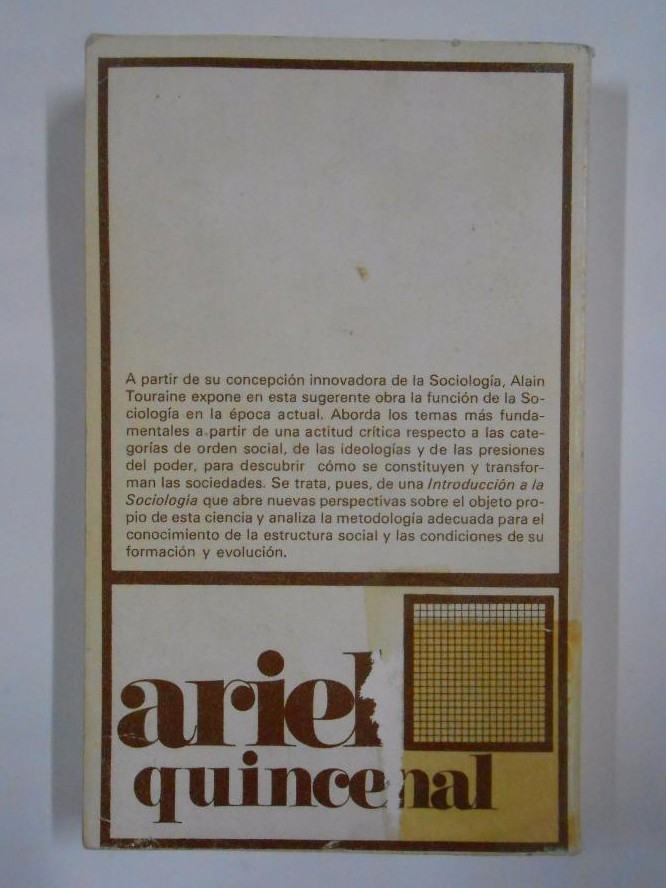 A partir de su concepción innovadora de la Sociología, Alain
Touraine expone en esta sugerente obra la función de la So-
ciología en la época actual. Aborda los temas más funda-
mentales a partir de una actitud crítica respecto a las cate-
gorías de orden social, de las ideologías y de las presiones
del poder, para descubrir cómo se constituyen y transfor-
man las sociedades. Se trata, pues, de una Introducción a la
Sociología que abre nuevas perspectivas sobre el objeto pro-
pio de esta ciencia y analiza la metodología adecuada para el
conocimiento de la estructura social y las condiciones de su
formación y evolución.
ariel
quincenal